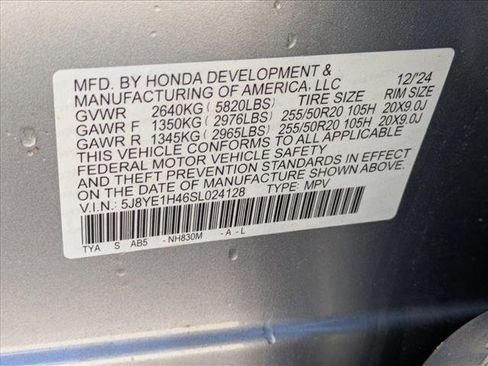 MFD. BY HONDA DEVELOPMENT & 12/'24
MANUFACTURING OF AMERICA, LLC
GVWR 2640KG ( 5820LBS) TIRE SIZE RIM SIZE
GAWR F 1350KG ( 2976LBS) 255/50R20 105H 20X9.0J
GAWR R 1345KG ( 2965LBS) 255/50R20 105H 20X9.0J
THIS VEHICLE CONFORMS TO ALL APPLICABLE
FEDERAL MOTOR VEHICLE SAFETY
AND THEFT PREVENTION STANDARDS IN EFFECT
ON THE DATE OF MANUFACTURE SHOWN ABOVE.
V.I.N.: 5J8YE1H46SL024128 TYPE: MPV
TYA S AB5 - NH830M - A - L